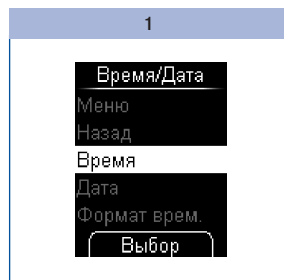 1
Время/Дата
Меню
Назад
Время
Дата
Формат врем.
Выбор